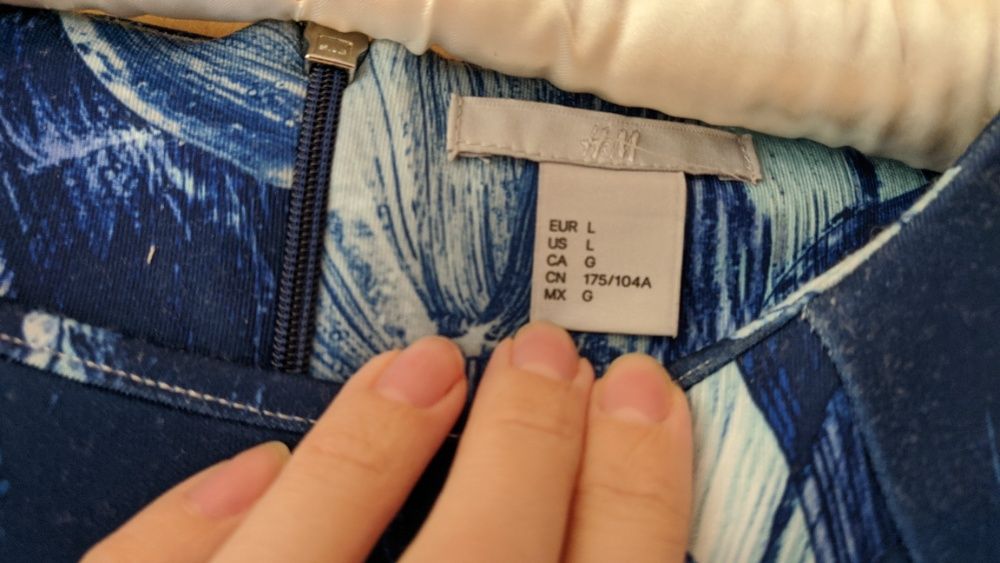 H&M
EUR L
US L
CA G
CN 175/104A
MX G